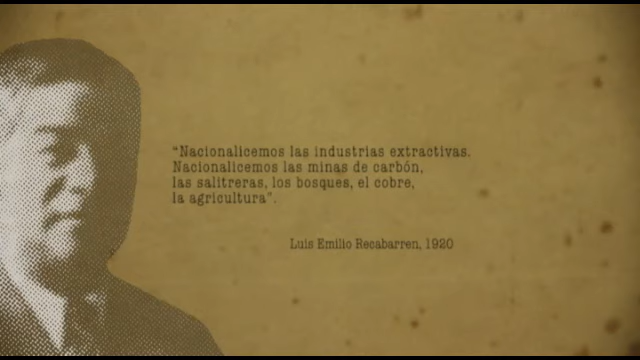 “Nacionalicemos las industrias extractivas.
Nacionalicemos las minas de carbón,
las salitreras, los bosques, el cobre,
la agricultura”.
Luis Emilio Recabarren, 1920